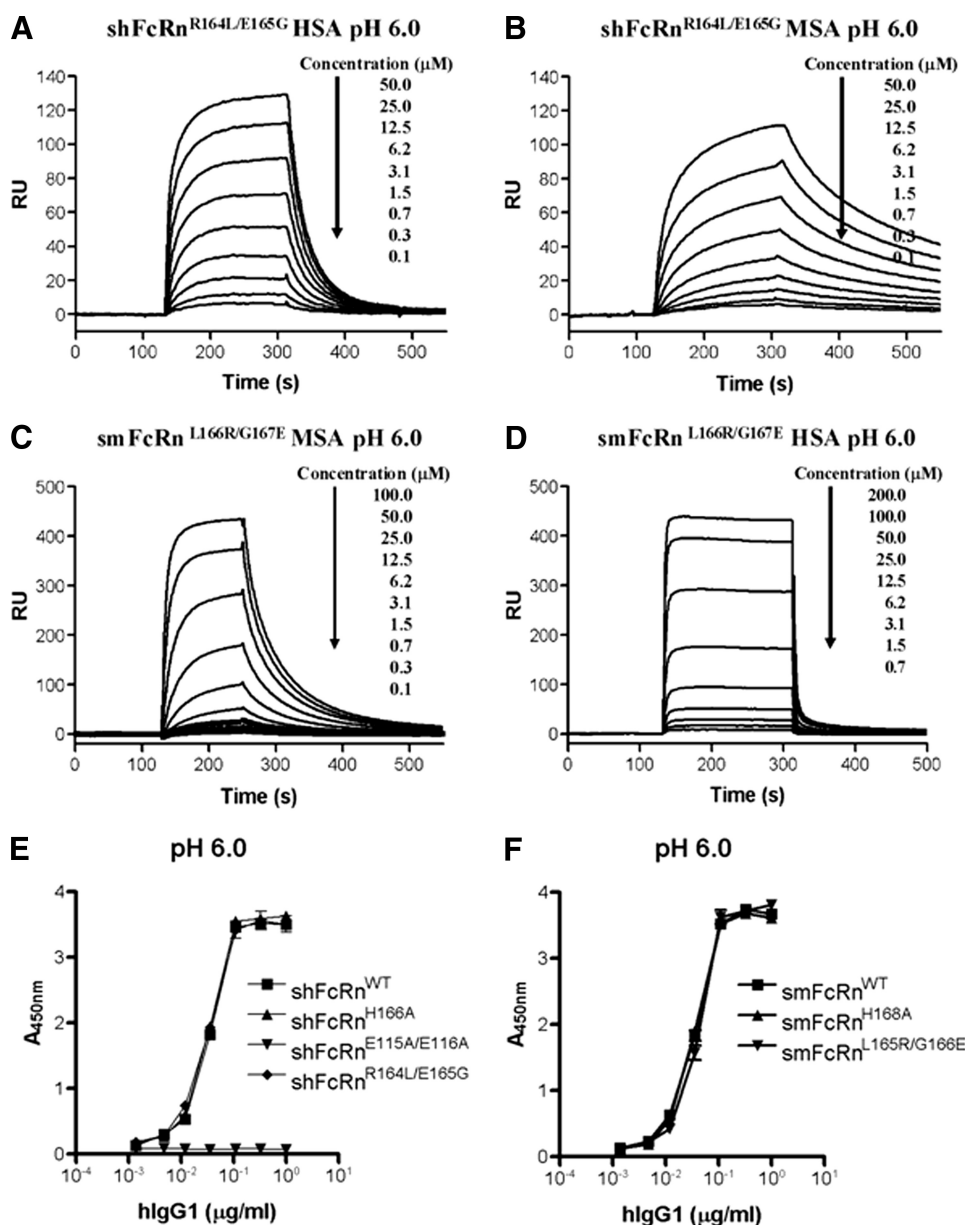 A
shFcRn R164L/E165G HSA pH 6.0
Concentration (µM)
50.0
25.0
12.5
6.2
3.1
1.5
0.7
0.3
0.1
140
120
100
80
60
40
20
0
RU
0 100 200 300 400 500
Time (s)
B
shFcRn R164L/E165G MSA pH 6.0
Concentration (µM)
50.0
25.0
12.5
6.2
3.1
1.5
0.7
0.3
0.1
140
120
100
80
60
40
20
0
RU
0 100 200 300 400 500
Time (s)
C
smFcRn L166R/G167E MSA pH 6.0
Concentration (µM)
100.0
50.0
25.0
12.5
6.2
3.1
1.5
0.7
0.3
0.1
500
400
300
200
100
0
RU
0 100 200 300 400 500
Time (s)
D
smFcRn L166R/G167E HSA pH 6.0
Concentration (µM)
200.0
100.0
50.0
25.0
12.5
6.2
3.1
1.5
0.7
500
400
300
200
100
0
RU
0 100 200 300 400 500
Time (s)
E
pH 6.0
4
3
2
1
0
A450nm
shFcRn WT
shFcRn H166A
shFcRn E115A/E116A
shFcRn R164L/E165G
10-4 10-3 10-2 10-1 100 101
hIgG1 (µg/ml)
F
pH 6.0
4
3
2
1
0
A450nm
smFcRn WT
smFcRn H168A
smFcRn L165R/G166E
10-4 10-3 10-2 10-1 100 101
hIgG1 (µg/ml)